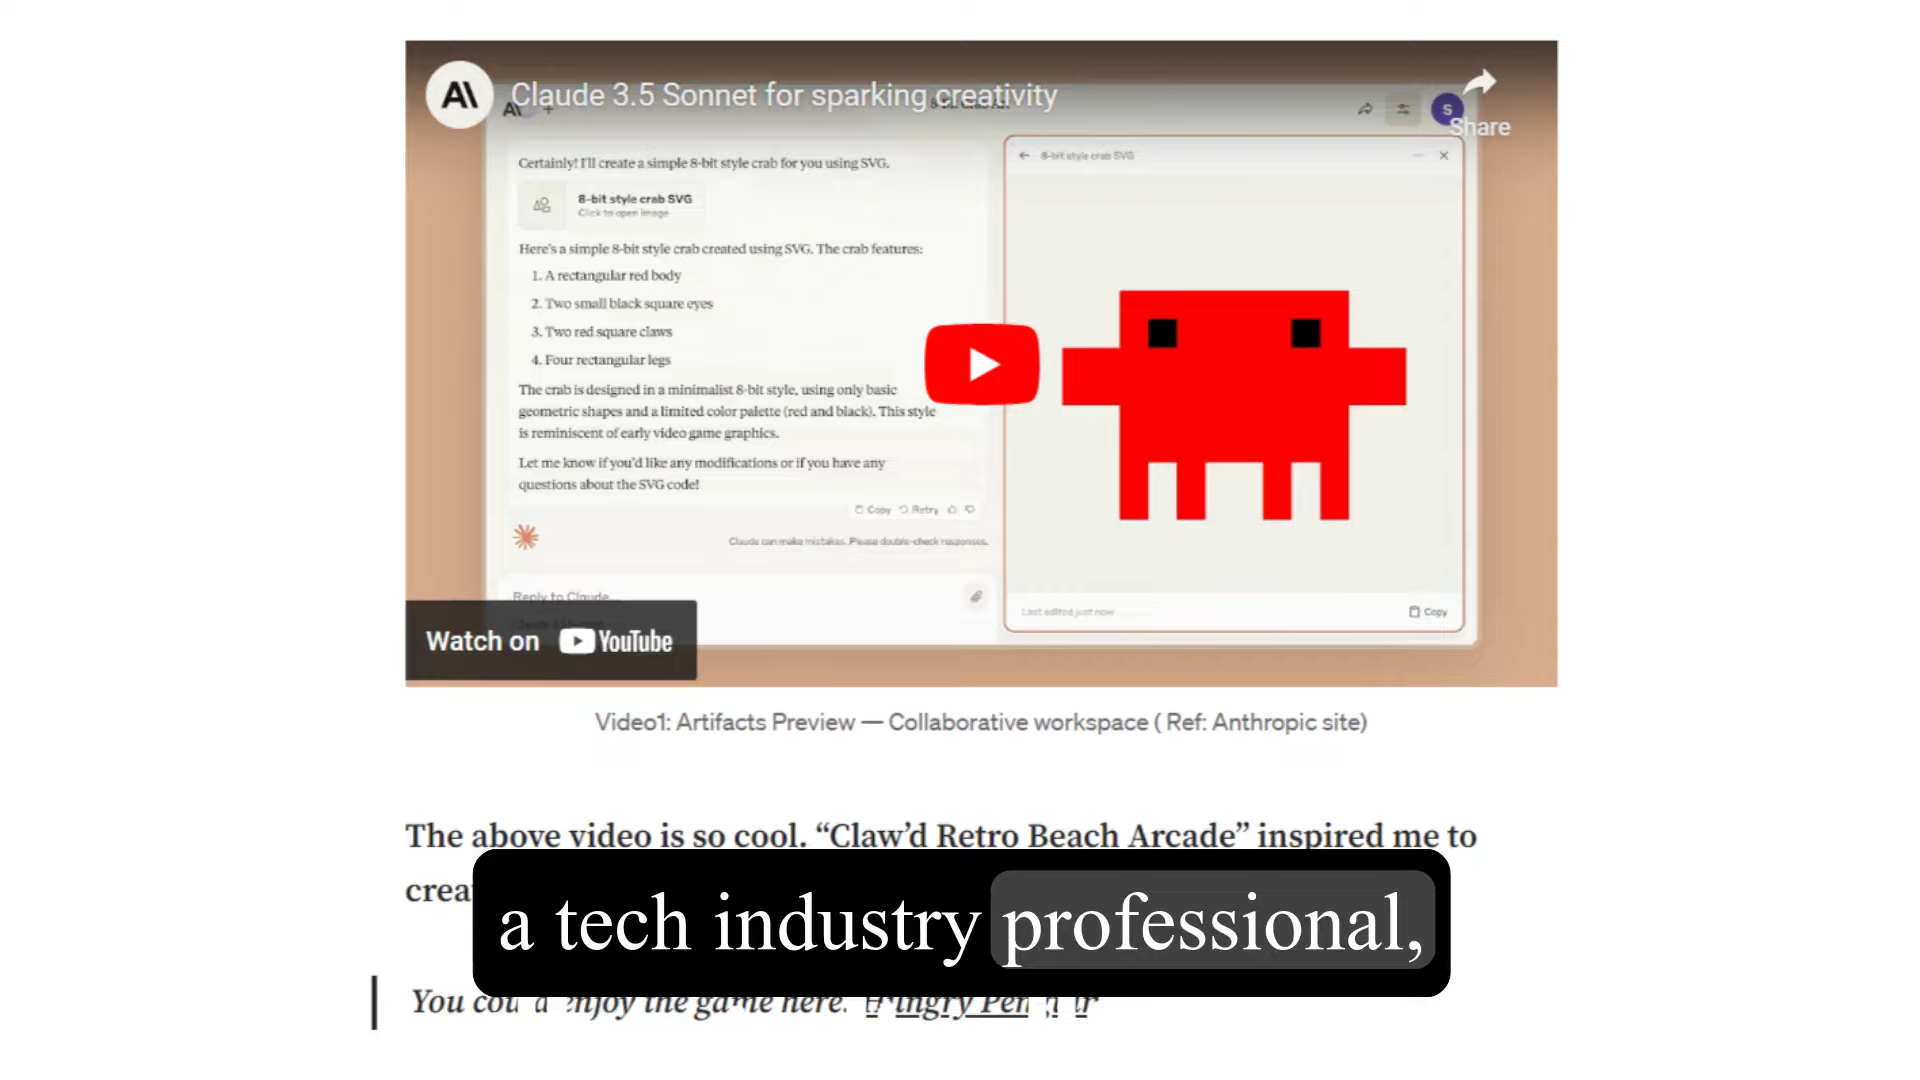 Claude 3.5 Sonnet for sparking creativity
Share
S
Certainly! I'll create a simple 8-bit style crab for you using SVG.
8-bit style crab SVG
Click to open image
Here's a simple 8-bit style crab created using SVG. The crab features:
1. A rectangular red body
2. Two small black square eyes
3. Two red square claws
4. Four rectangular legs
The crab is designed in a minimalist 8-bit style, using only basic
geometric shapes and a limited color palette (red and black). This style
is reminiscent of early video game graphics.
Let me know if you'd like any modifications or if you have any
questions about the SVG code!
Copy Retry
Claude can make mistakes. Please double-check responses.
Reply to Claude...
8-bit style crab SVG
Last edited just now
Copy
Watch on YouTube
Video1: Artifacts Preview — Collaborative workspace ( Ref: Anthropic site)
The above video is so cool. “Claw’d Retro Beach Arcade” inspired me to
a tech industry professional,
You enjoy the game here.